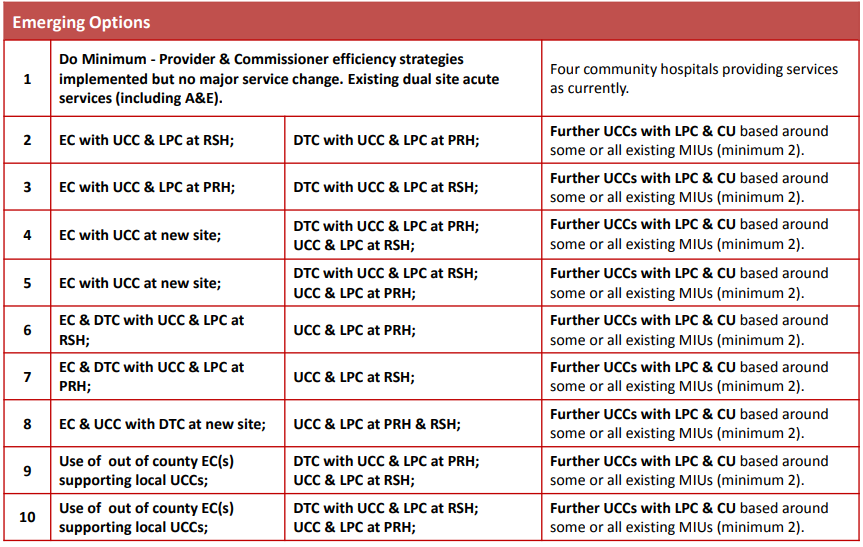 Emerging Options
1
Do Minimum - Provider & Commissioner efficiency strategies
implemented but no major service change. Existing dual site acute
services (including A&E).
Four community hospitals providing services
as currently.
2
EC with UCC & LPC at RSH;
DTC with UCC & LPC at PRH;
Further UCCs with LPC & CU based around
some or all existing MIUs (minimum 2).
3
EC with UCC & LPC at PRH;
DTC with UCC & LPC at RSH;
Further UCCs with LPC & CU based around
some or all existing MIUs (minimum 2).
4
EC with UCC at new site;
DTC with UCC & LPC at PRH;
UCC & LPC at RSH;
Further UCCs with LPC & CU based around
some or all existing MIUs (minimum 2).
5
EC with UCC at new site;
DTC with UCC & LPC at RSH;
UCC & LPC at PRH;
Further UCCs with LPC & CU based around
some or all existing MIUs (minimum 2).
6
EC & DTC with UCC & LPC at
RSH;
UCC & LPC at PRH;
Further UCCs with LPC & CU based around
some or all existing MIUs (minimum 2).
7
EC & DTC with UCC & LPC at
PRH;
UCC & LPC at RSH;
Further UCCs with LPC & CU based around
some or all existing MIUs (minimum 2).
8
EC & UCC with DTC at new site;
UCC & LPC at PRH & RSH;
Further UCCs with LPC & CU based around
some or all existing MIUs (minimum 2).
9
Use of out of county EC(s)
supporting local UCCs;
DTC with UCC & LPC at PRH;
UCC & LPC at RSH;
Further UCCs with LPC & CU based around
some or all existing MIUs (minimum 2).
10
Use of out of county EC(s)
supporting local UCCs;
DTC with UCC & LPC at RSH;
UCC & LPC at PRH;
Further UCCs with LPC & CU based around
some or all existing MIUs (minimum 2).